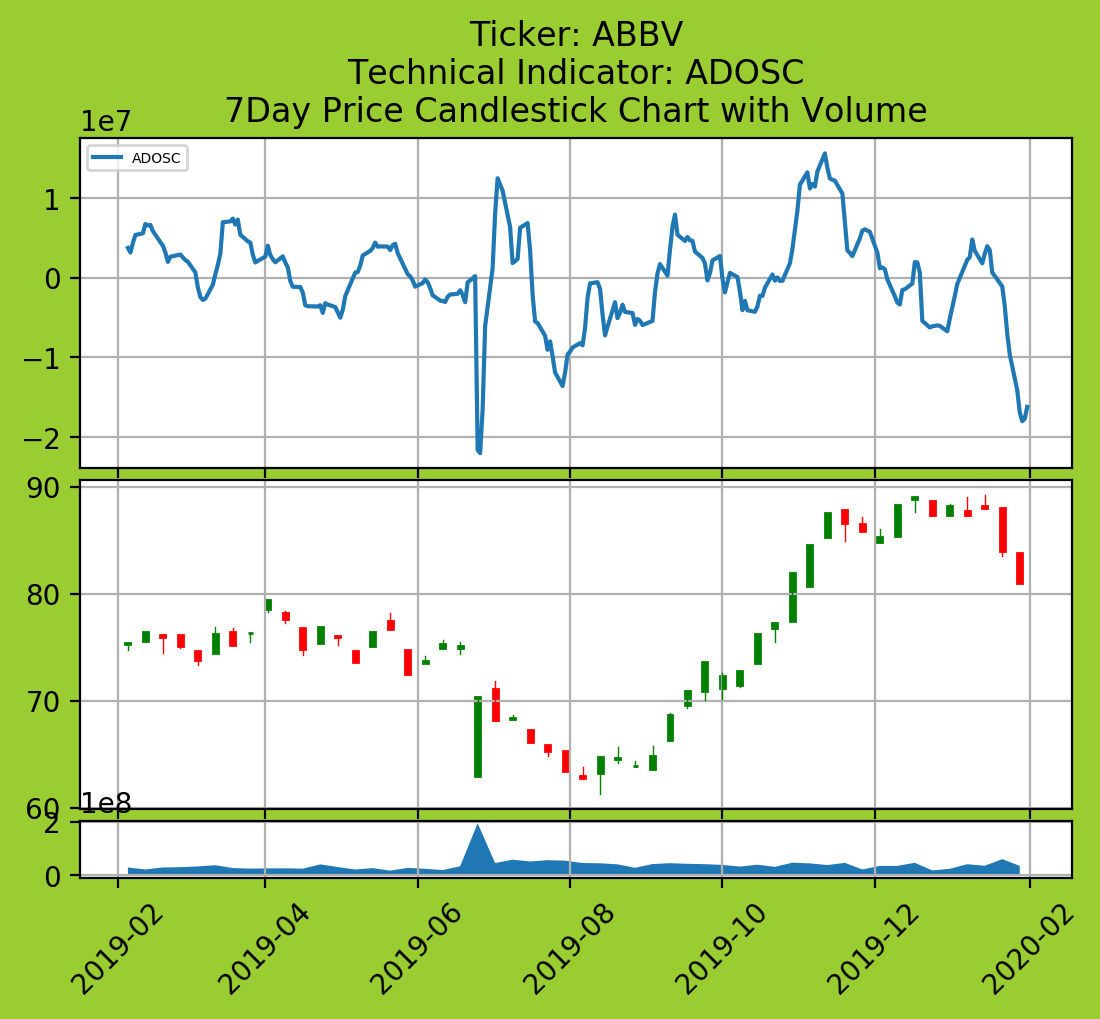 Ticker: ABBV
Technical Indicator: ADOSC
7Day Price Candlestick Chart with Volume
1e7
ADOSC
1
0
−1
−2
90
80
70
60
1e8
2
0
2019-02
2019-04
2019-06
2019-08
2019-10
2019-12
2020-02